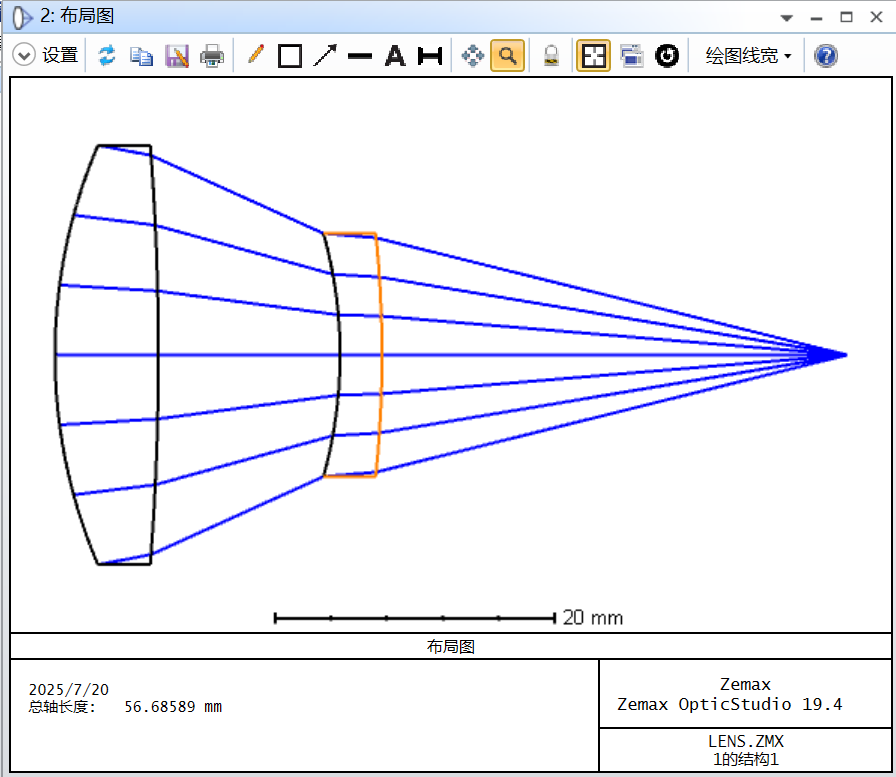 2: 布局图
设置
绘图线宽
20 mm
布局图
2025/7/20
总轴长度: 56.68589 mm
Zemax
Zemax OpticStudio 19.4
LENS.ZMX
1的结构1